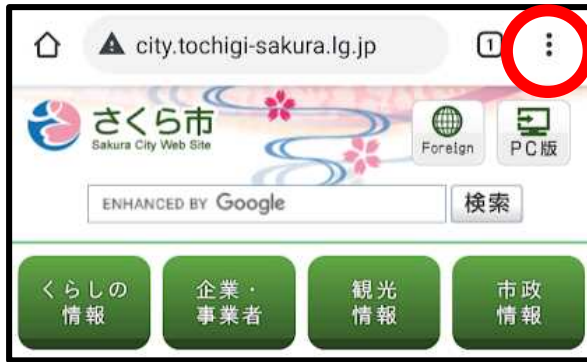 city.tochigi-sakura.lg.jp
1
さくら市
Sakura City Web Site
Foreign
PC版
ENHANCED BY Google
検索
くらしの
情報
企業・
事業者
観光
情報
市政
情報